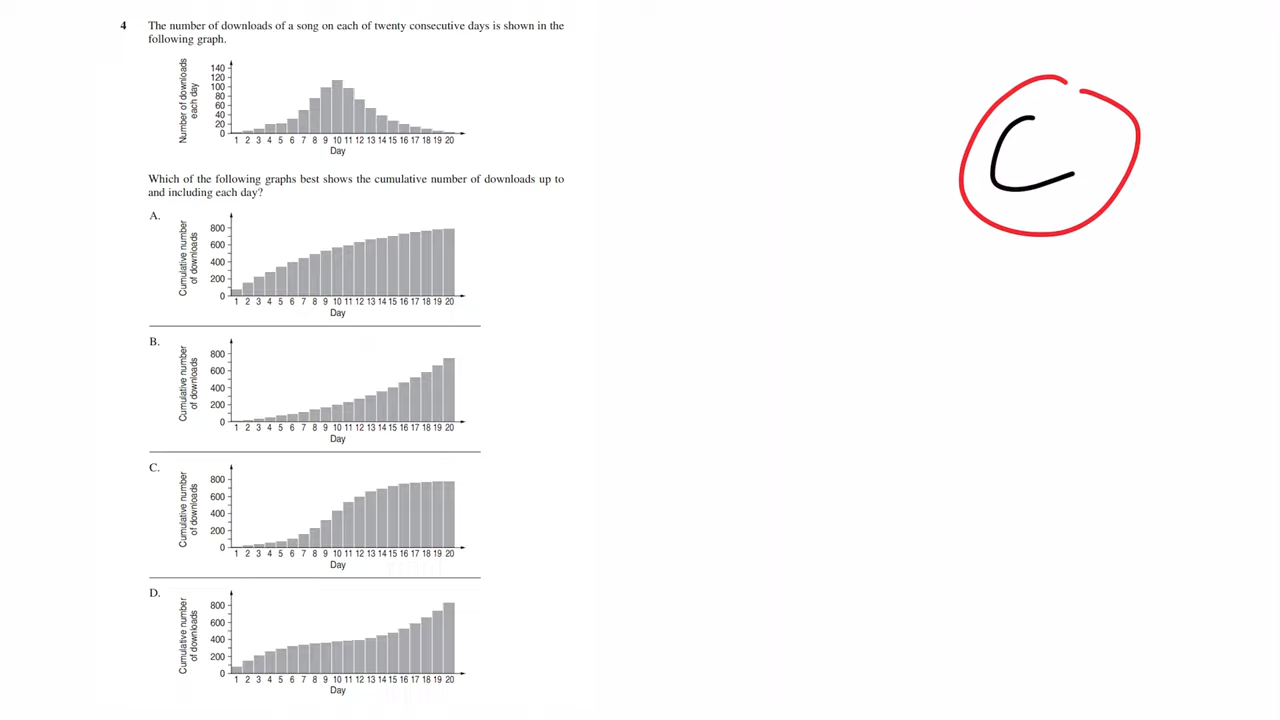 4 The number of downloads of a song on each of twenty consecutive days is shown in the
following graph.
Number of downloads
each day
140
120
100
80
60
40
20
0
1 2 3 4 5 6 7 8 9 10 11 12 13 14 15 16 17 18 19 20
Day
Which of the following graphs best shows the cumulative number of downloads up to
and including each day?
A.
Cumulative number
of downloads
800
600
400
200
0
1 2 3 4 5 6 7 8 9 10 11 12 13 14 15 16 17 18 19 20
Day
B.
Cumulative number
of downloads
800
600
400
200
0
1 2 3 4 5 6 7 8 9 10 11 12 13 14 15 16 17 18 19 20
Day
C.
Cumulative number
of downloads
800
600
400
200
0
1 2 3 4 5 6 7 8 9 10 11 12 13 14 15 16 17 18 19 20
Day
D.
Cumulative number
of downloads
800
600
400
200
0
1 2 3 4 5 6 7 8 9 10 11 12 13 14 15 16 17 18 19 20
Day
C